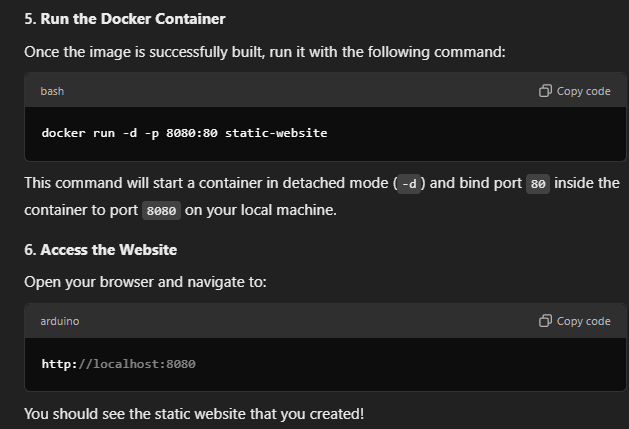 5. Run the Docker Container
Once the image is successfully built, run it with the following command:
bash
Copy code
docker run -d -p 8080:80 static-website
This command will start a container in detached mode (-d) and bind port 80 inside the
container to port 8080 on your local machine.
6. Access the Website
Open your browser and navigate to:
arduino
Copy code
http://localhost:8080
You should see the static website that you created!